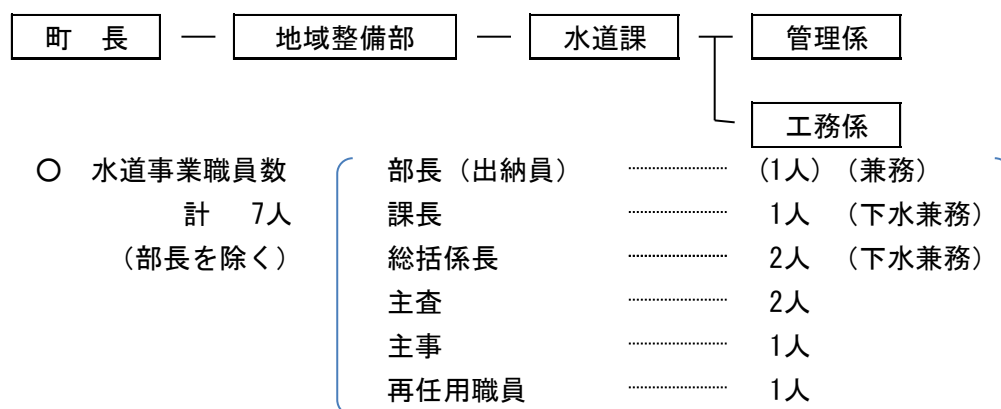 町　長 地域整備部 水道課 管理係
工務係
○　水道事業職員数 部長（出納員） ……………… (1人) （兼務）
計　7人 課長 ……………… 1人 （下水兼務）
（部長を除く） 総括係長 ……………… 2人 （下水兼務）
主査 ……………… 2人
主事 ……………… 1人
再任用職員 ……………… 1人